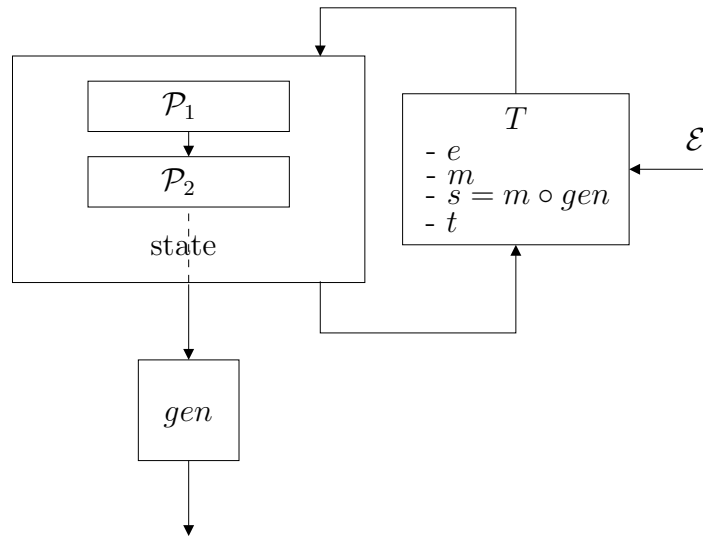 𝒫₁
𝒫₂
state
gen
T
- e
- m
- s = m ∘ gen
- t
ℰ